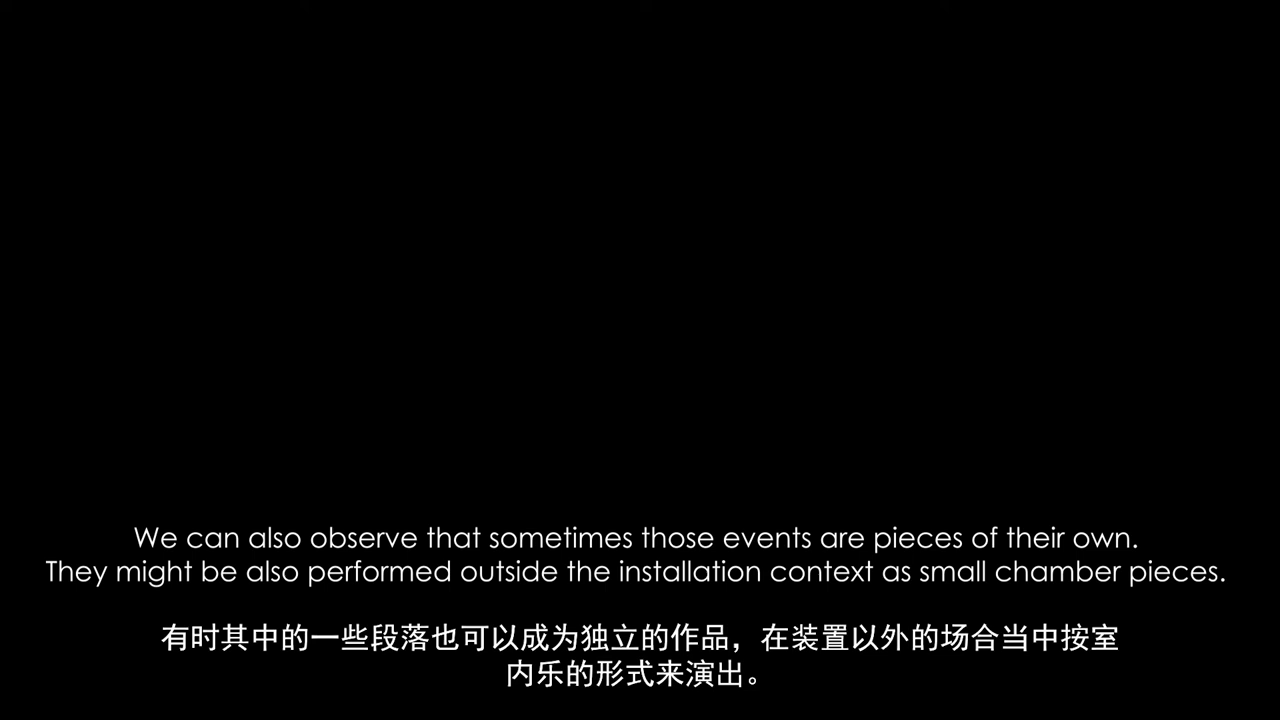 We can also observe that sometimes those events are pieces of their own.
They might be also performed outside the installation context as small chamber pieces.
有时其中的一些段落也可以成为独立的作品，在装置以外的场合当中按室
内乐的形式来演出。